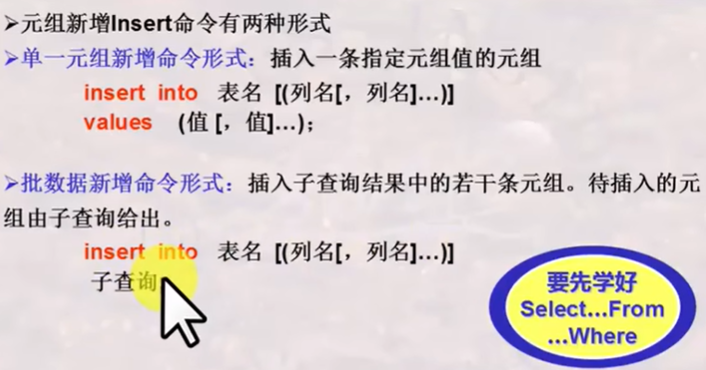 ➢元组新增Insert命令有两种形式
➢单一元组新增命令形式：插入一条指定元组值的元组
insert into 表名 [(列名[，列名]…)]
values (值 [，值]…)；
➢批数据新增命令形式：插入子查询结果中的若干条元组。待插入的元
组由子查询给出。
insert into 表名 [(列名[，列名]…)]
子查询
要先学好
Select…From
…Where